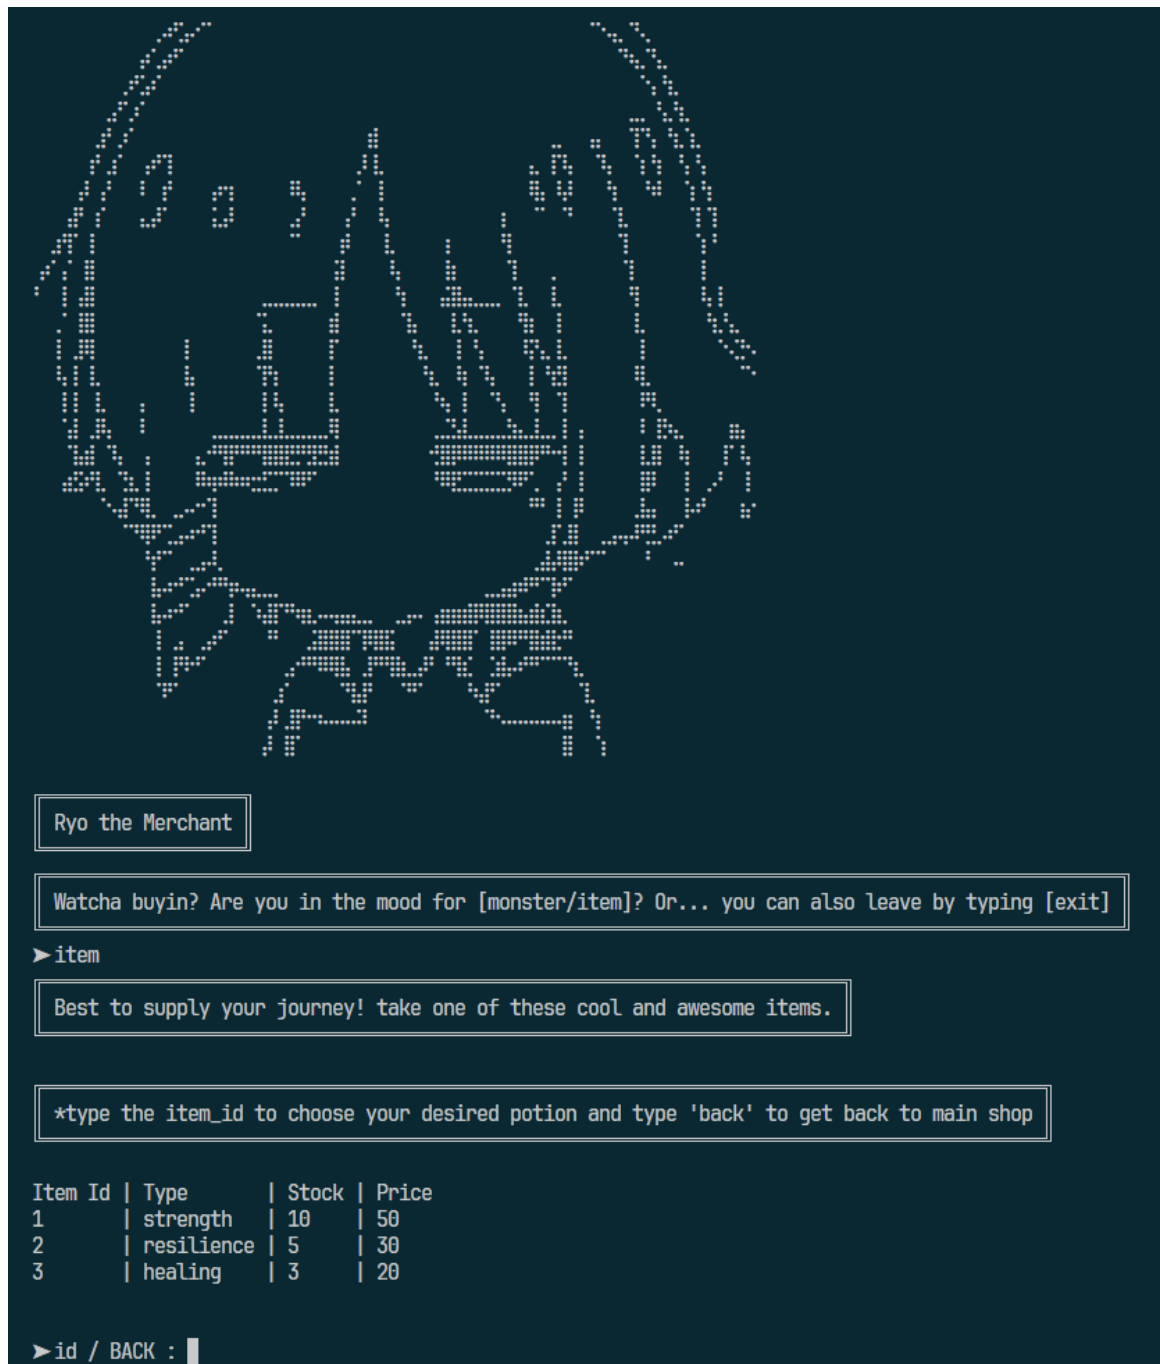 Ryo the Merchant
Watcha buyin? Are you in the mood for [monster/item]? Or... you can also leave by typing [exit]
➤item
Best to supply your journey! take one of these cool and awesome items.
*type the item_id to choose your desired potion and type 'back' to get back to main shop
Item Id | Type       | Stock | Price
1       | strength   | 10    | 50
2       | resilience | 5     | 30
3       | healing    | 3     | 20
➤id / BACK :